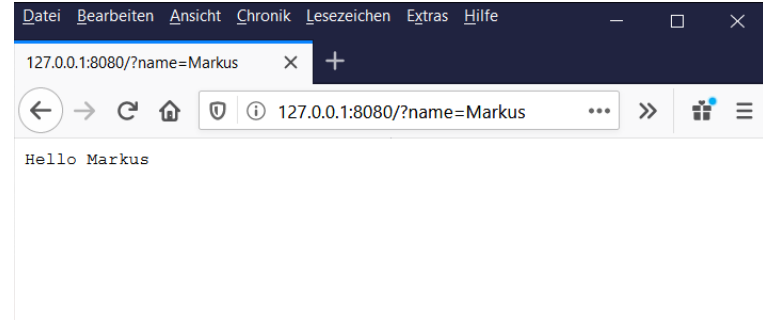 Datei Bearbeiten Ansicht Chronik Lesezeichen Extras Hilfe
127.0.0.1:8080/?name=Markus
127.0.0.1:8080/?name=Markus
Hello Markus